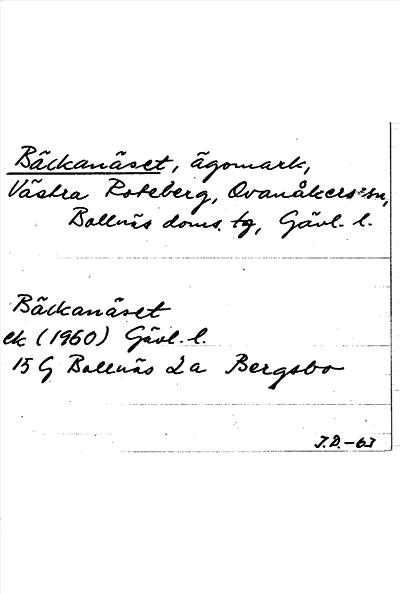 Bäckanäset, ägomark,
Västra Roteberg, Ovanåkers sn,
Bollnäs doms. tg, Gävl. l.
Bäckanäset
ek (1960) Gävl. l.
15 G Bollnäs 2 a Bergsbo
J.D.-63